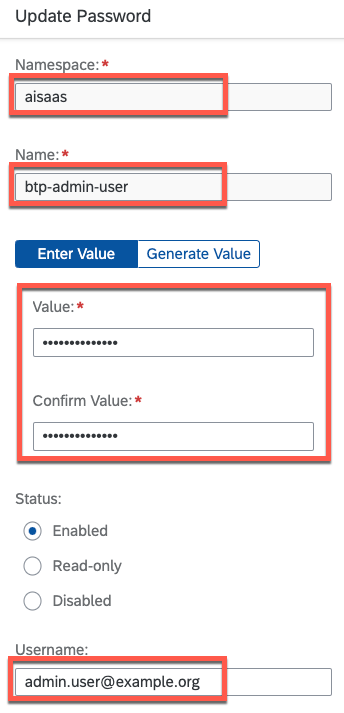 Update Password
Namespace:*
aisaas
Name:*
btp-admin-user
Enter Value Generate Value
Value:*
••••••••••••••
Confirm Value:*
••••••••••••••
Status:
Enabled
Read-only
Disabled
Username:
admin.user@example.org